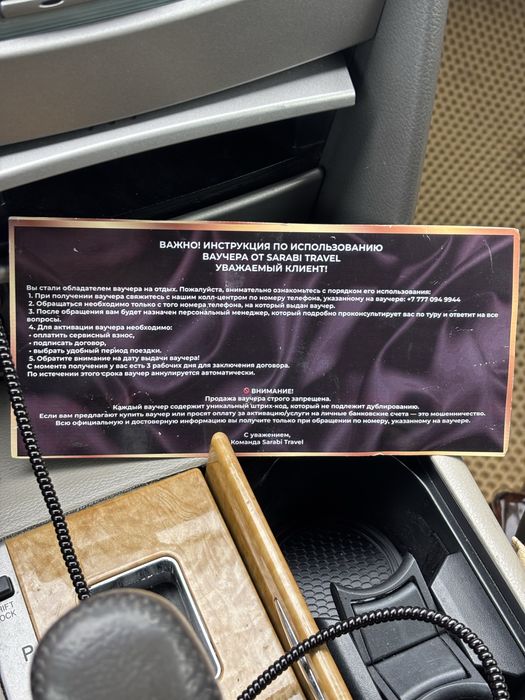 ВАЖНО! ИНСТРУКЦИЯ ПО ИСПОЛЬЗОВАНИЮ
ВАУЧЕРА ОТ SARABI TRAVEL
УВАЖАЕМЫЙ КЛИЕНТ!
Вы стали обладателем ваучера на отдых. Пожалуйста, внимательно ознакомьтесь с порядком его использования:
1. При получении ваучера свяжитесь с нашим колл-центром по номеру телефона, указанному на ваучере: +7 777 094 9944
2. Обращаться необходимо только с того номера телефона, на который выдан ваучер.
3. После обращения вам будет назначен персональный менеджер, который подробно проконсультирует вас по туру и ответит на все
вопросы.
4. Для активации ваучера необходимо:
- оплатить сервисный взнос,
- подписать договор,
- выбрать удобный период поездки.
5. Обратите внимание на дату выдачи ваучера!
С момента получения у вас есть 3 рабочих дня для заключения договора.
По истечении этого срока ваучер аннулируется автоматически.
🚫 ВНИМАНИЕ!
Продажа ваучера строго запрещена.
Каждый ваучер содержит уникальный штрих-код, который не подлежит дублированию.
Если вам предлагают купить ваучер или просят оплату за активацию/услуги на личные банковские счета — это мошенничество.
Всю официальную и достоверную информацию вы получите только при обращении по номеру, указанному на ваучере.
С уважением,
Команда Sarabi Travel
SHIFT
LOCK
P